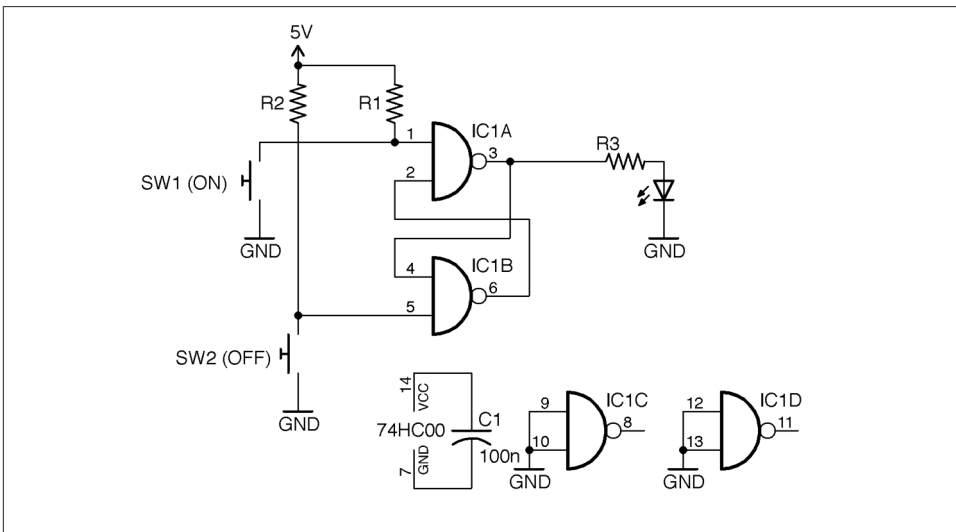 5V
R2
R1
IC1A
1
3
R3
2
SW1 (ON)
GND
GND
IC1B
4
6
5
SW2 (OFF)
GND
14
VCC
74HC00
GND
7
C1
100n
IC1C
9
8
10
GND
IC1D
12
11
13
GND